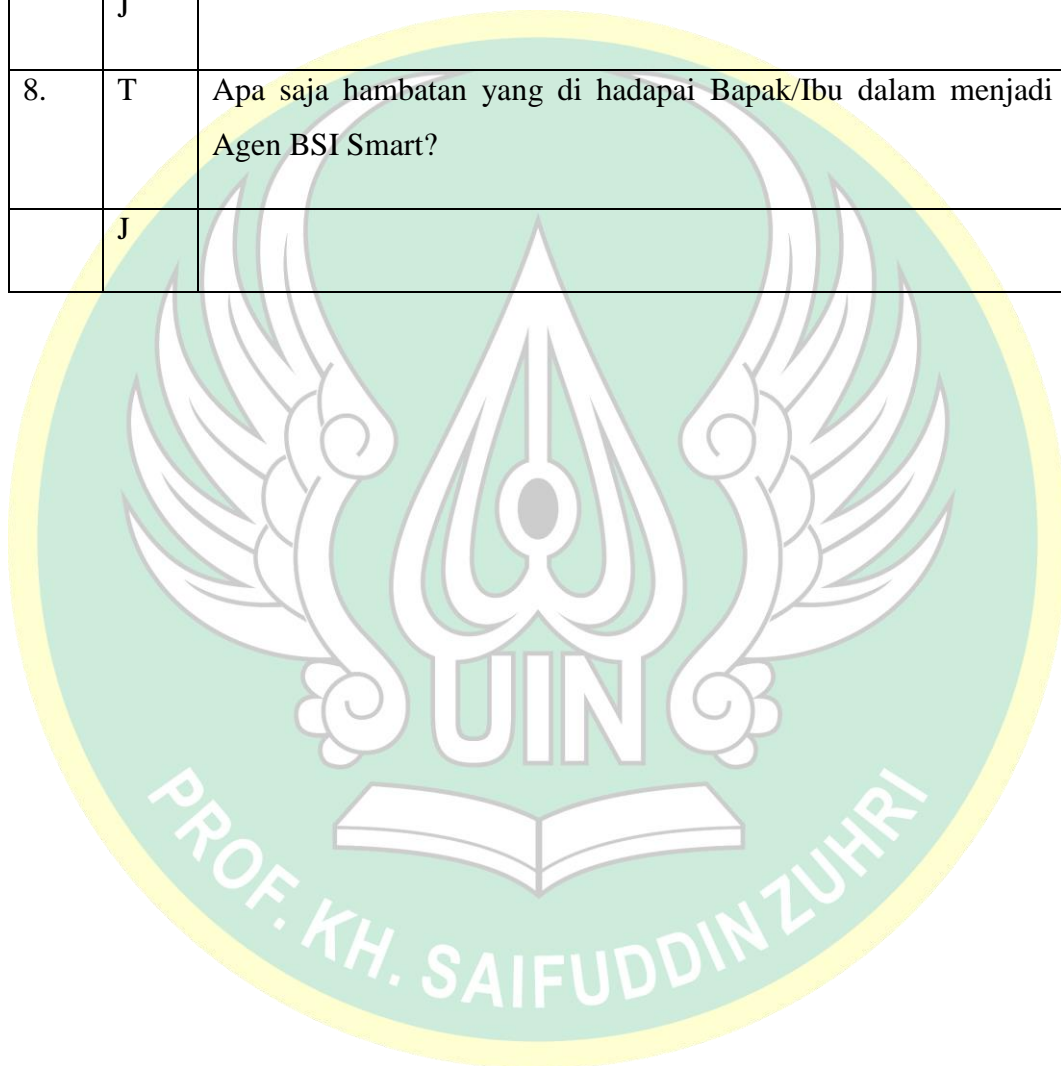 J
8. T Apa saja hambatan yang di hadapai Bapak/Ibu dalam menjadi
Agen BSI Smart?
J
UIN
PROF. KH. SAIFUDDIN ZUHRI